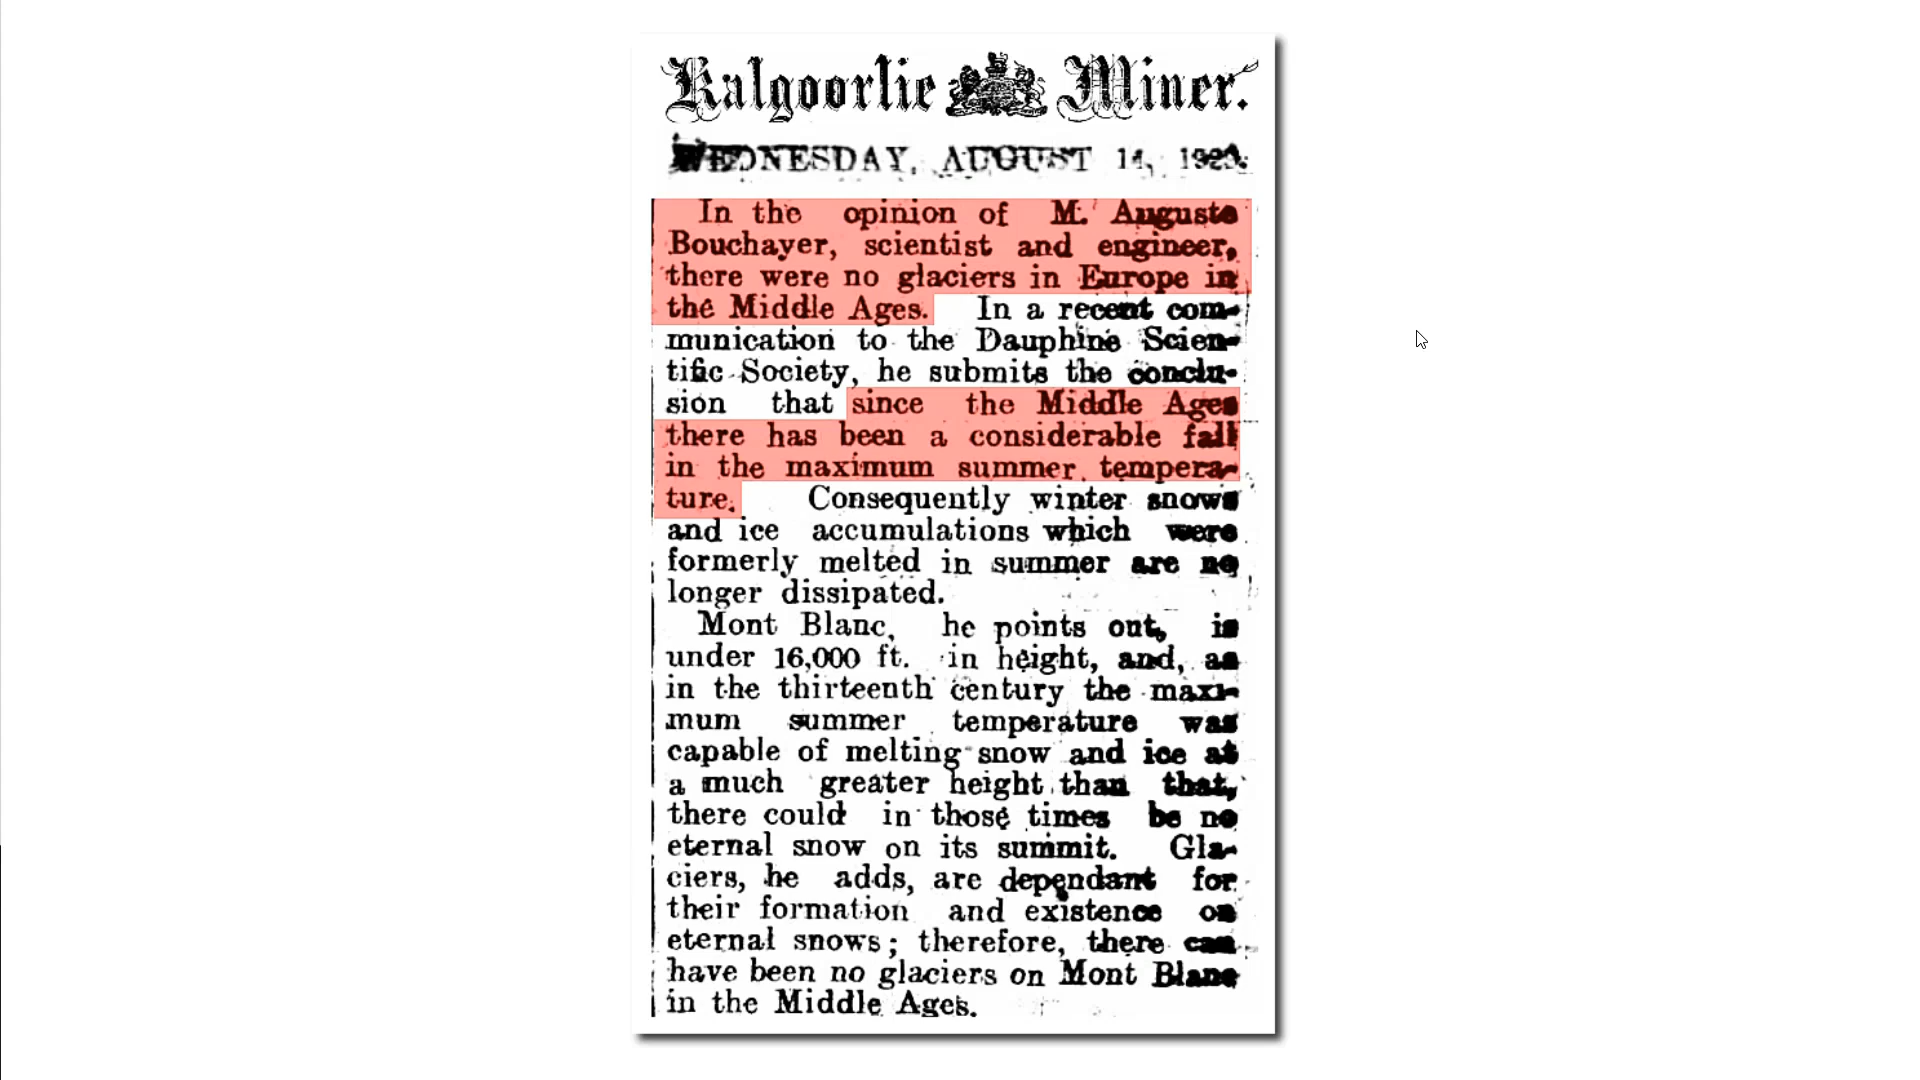 Kalgoorlie Miner.
WEDNESDAY, AUGUST 14, 1929.
In the opinion of M. Auguste
Bouchayer, scientist and engineer,
there were no glaciers in Europe in
the Middle Ages. In a recent com-
munication to the Dauphine Scien-
tific Society, he submits the conclu-
sion that since the Middle Ages
there has been a considerable fall
in the maximum summer tempera-
ture. Consequently winter snows
and ice accumulations which were
formerly melted in summer are no
longer dissipated.
Mont Blanc, he points out, is
under 16,000 ft. in height, and, as
in the thirteenth century the maxi-
mum summer temperature was
capable of melting snow and ice at
a much greater height than that,
there could in those times be no
eternal snow on its summit. Gla-
ciers, he adds, are dependant for
their formation and existence on
eternal snows; therefore, there can
have been no glaciers on Mont Blanc
in the Middle Ages.